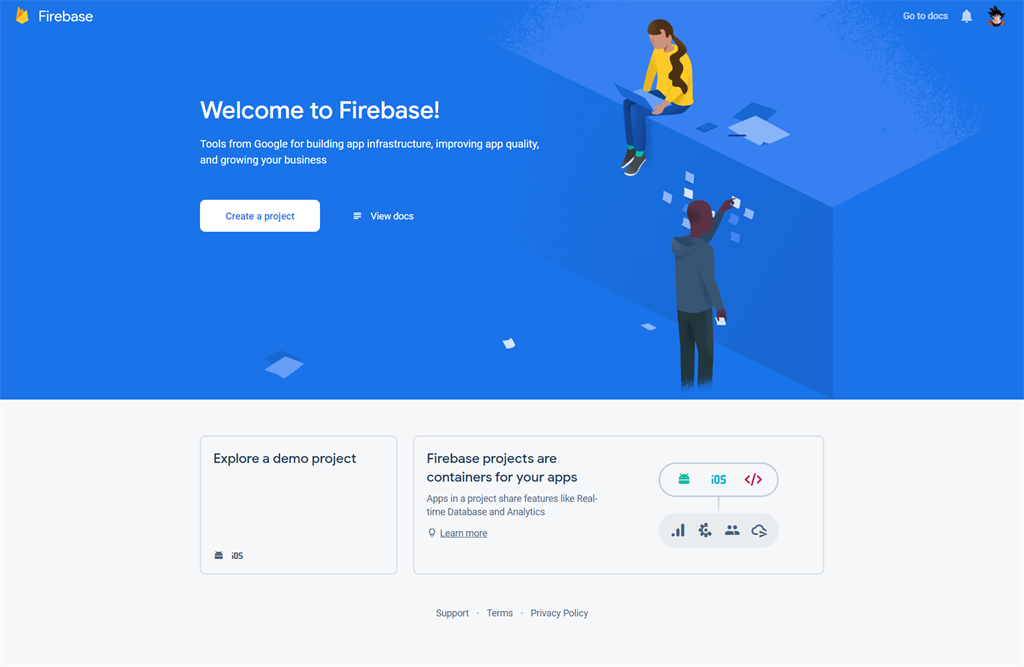 Firebase
Go to docs
Welcome to Firebase!
Tools from Google for building app infrastructure, improving app quality,
and growing your business
Create a project
View docs
Explore a demo project
iOS
Firebase projects are
containers for your apps
Apps in a project share features like Real-
time Database and Analytics
Learn more
iOS
</>
Support · Terms · Privacy Policy